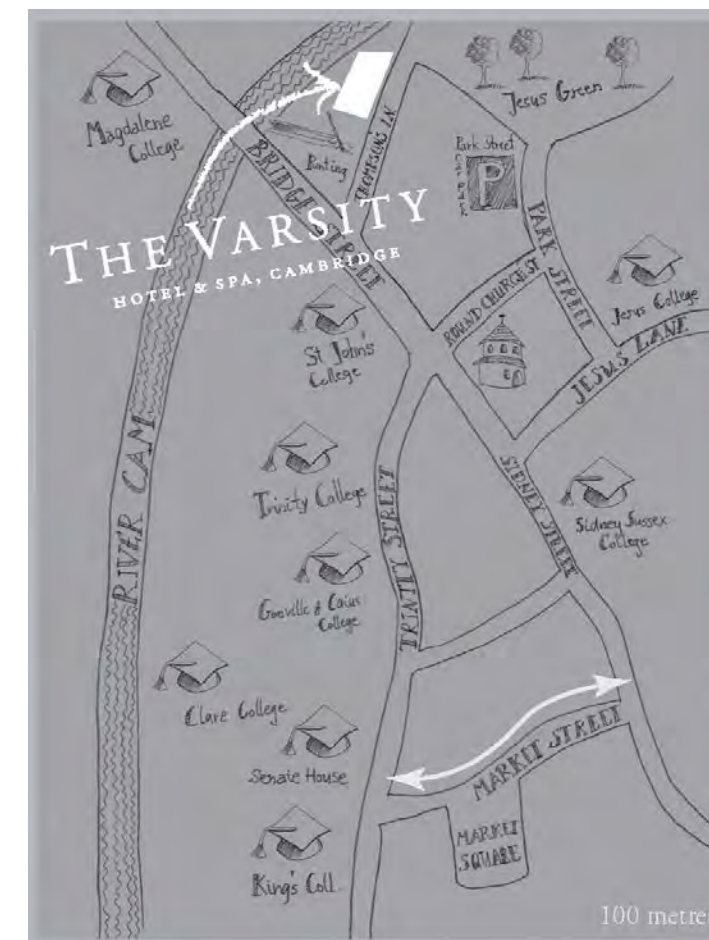 Magdalene
College
Jesus Green
Punting
THOMPSONS LN
Park Street
CAR PARK
P
BRIDGE STREET
PARK STREET
THE VARSITY
HOTEL & SPA, CAMBRIDGE
ROUND CHURCH ST
Jesus College
JESUS LANE
St John's
College
Trinity College
SIDNEY STREET
Sidney Sussex
College
RIVER CAM
TRINITY STREET
Gonville & Caius
College
Clare College
Senate House
MARKET STREET
MARKET
SQUARE
King's Coll
100 metre